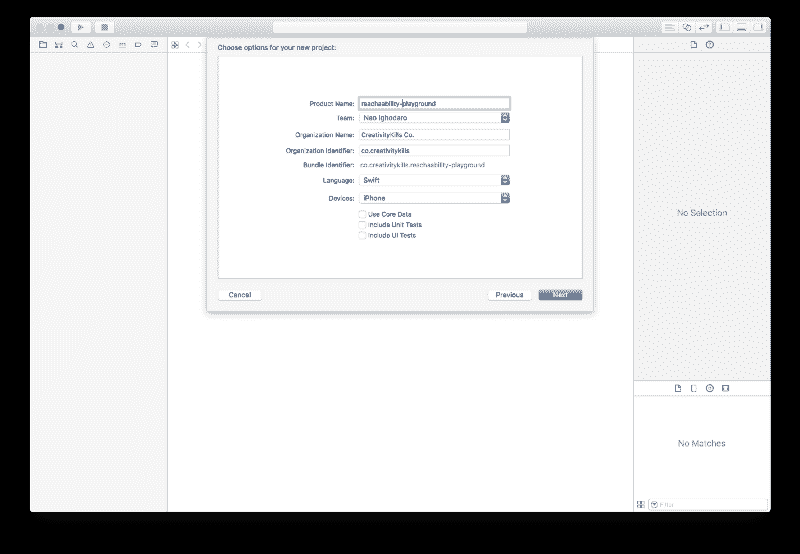 Choose options for your new project:
Product Name: reachaability-playground
Team: Neo Ighodaro
Organization Name: CreativityKills Co.
Organization Identifier: co.creativitykills
Bundle Identifier: co.creativitykills.reachaability-playground
Language: Swift
Devices: iPhone
Use Core Data
Include Unit Tests
Include UI Tests
Cancel
Previous
Next
No Selection
No Matches
Filter